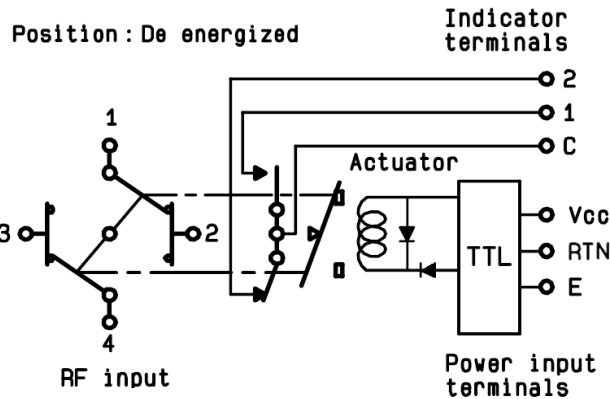 Position : De energized
Indicator
terminals
2
1
C
Actuator
1
3
2
4
RF input
TTL
Vcc
RTN
E
Power input
terminals